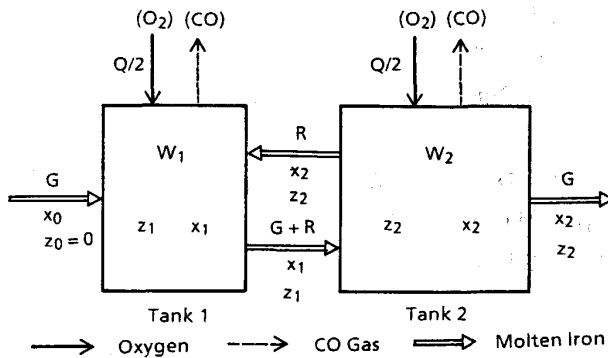 (O₂) (CO) (O₂) (CO)
Q/2 Q/2
R
W₁ W₂
G x₂ G
x₀ z₂ x₂
z₀ = 0 z₁ x₁ G + R z₂ x₂ z₂
x₁
z₁
Tank 1 Tank 2
Oxygen CO Gas Molten Iron